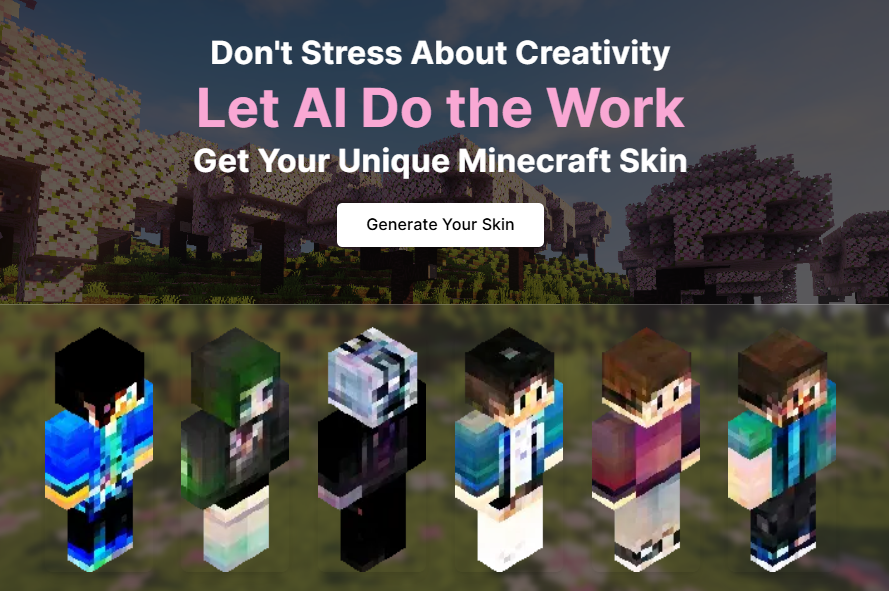 Don't Stress About Creativity
Let AI Do the Work
Get Your Unique Minecraft Skin
Generate Your Skin